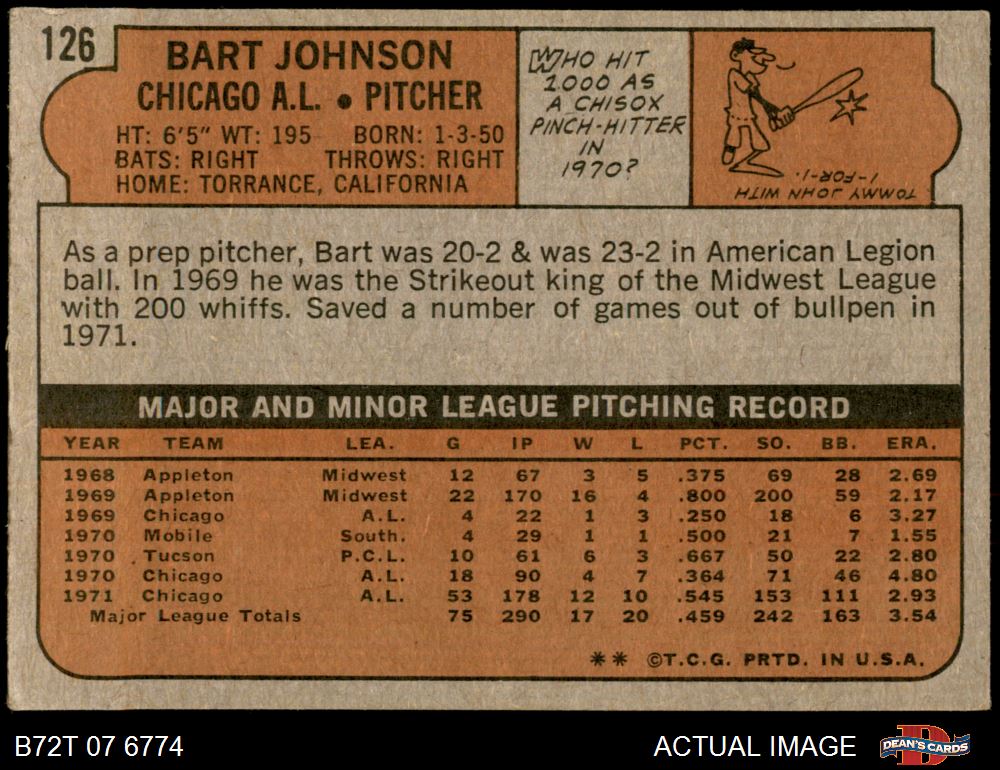 126
BART JOHNSON
CHICAGO A.L. • PITCHER
HT: 6'5" WT: 195 BORN: 1-3-50
BATS: RIGHT THROWS: RIGHT
HOME: TORRANCE, CALIFORNIA
WHO HIT
1.000 AS
A CHISOX
PINCH-HITTER
IN
1970?
TOMMY JOHN WITH
1-FOR-1.
As a prep pitcher, Bart was 20-2 & was 23-2 in American Legion
ball. In 1969 he was the Strikeout king of the Midwest League
with 200 whiffs. Saved a number of games out of bullpen in
1971.
MAJOR AND MINOR LEAGUE PITCHING RECORD
YEAR TEAM LEA. G IP W L PCT. SO. BB. ERA.
1968 Appleton Midwest 12 67 3 5 .375 69 28 2.69
1969 Appleton Midwest 22 170 16 4 .800 200 59 2.17
1969 Chicago A.L. 4 22 1 3 .250 18 6 3.27
1970 Mobile South. 4 29 1 1 .500 21 7 1.55
1970 Tucson P.C.L. 10 61 6 3 .667 50 22 2.80
1970 Chicago A.L. 18 90 4 7 .364 71 46 4.80
1971 Chicago A.L. 53 178 12 10 .545 153 111 2.93
Major League Totals 75 290 17 20 .459 242 163 3.54
** ©T.C.G. PRTD. IN U.S.A.
B72T 07 6774
ACTUAL IMAGE
D
DEAN'S CARDS